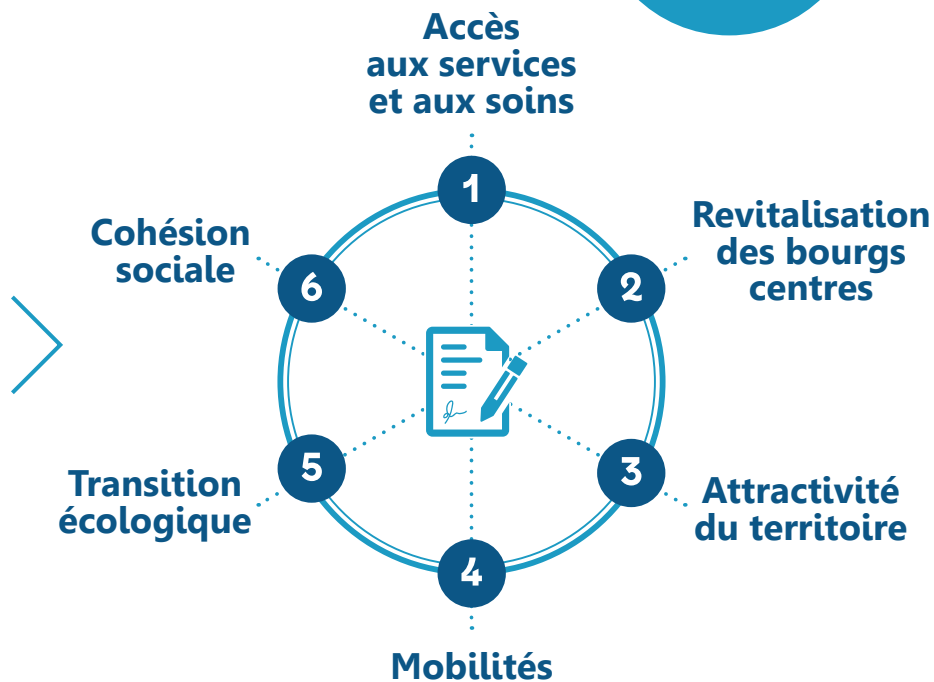 1
Accès
aux services
et aux soins
2
Revitalisation
des bourgs
centres
3
Attractivité
du territoire
4
Mobilités
5
Transition
écologique
6
Cohésion
sociale